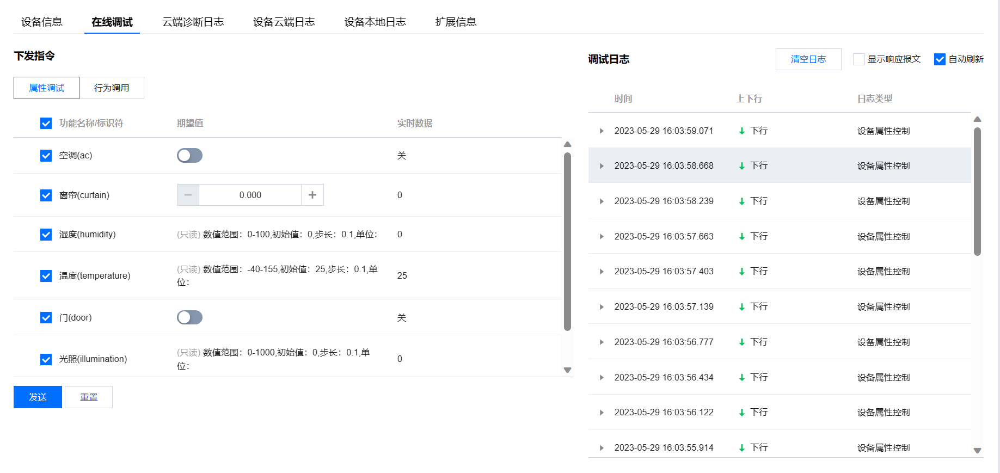 设备信息 在线调试 云端诊断日志 设备云端日志 设备本地日志 扩展信息
下发指令
属性调试 行为调用
功能名称/标识符 期望值 实时数据
空调(ac) 关
窗帘(curtain) 0.000 0
湿度(humidity) (只读) 数值范围：0-100,初始值：0,步长：0.1,单位： 0
温度(temperature) (只读) 数值范围：-40-155,初始值：25,步长：0.1,单
位： 25
门(door) 关
光照(illumination) (只读) 数值范围：0-1000,初始值：0,步长：0.1,单
位： 0
发送 重置
调试日志 清空日志 显示响应报文 自动刷新
时间 上下行 日志类型
2023-05-29 16:03:59.071 下行 设备属性控制
2023-05-29 16:03:58.668 下行 设备属性控制
2023-05-29 16:03:58.239 下行 设备属性控制
2023-05-29 16:03:57.663 下行 设备属性控制
2023-05-29 16:03:57.403 下行 设备属性控制
2023-05-29 16:03:57.139 下行 设备属性控制
2023-05-29 16:03:56.777 下行 设备属性控制
2023-05-29 16:03:56.434 下行 设备属性控制
2023-05-29 16:03:56.122 下行 设备属性控制
2023-05-29 16:03:55.914 下行 设备属性控制